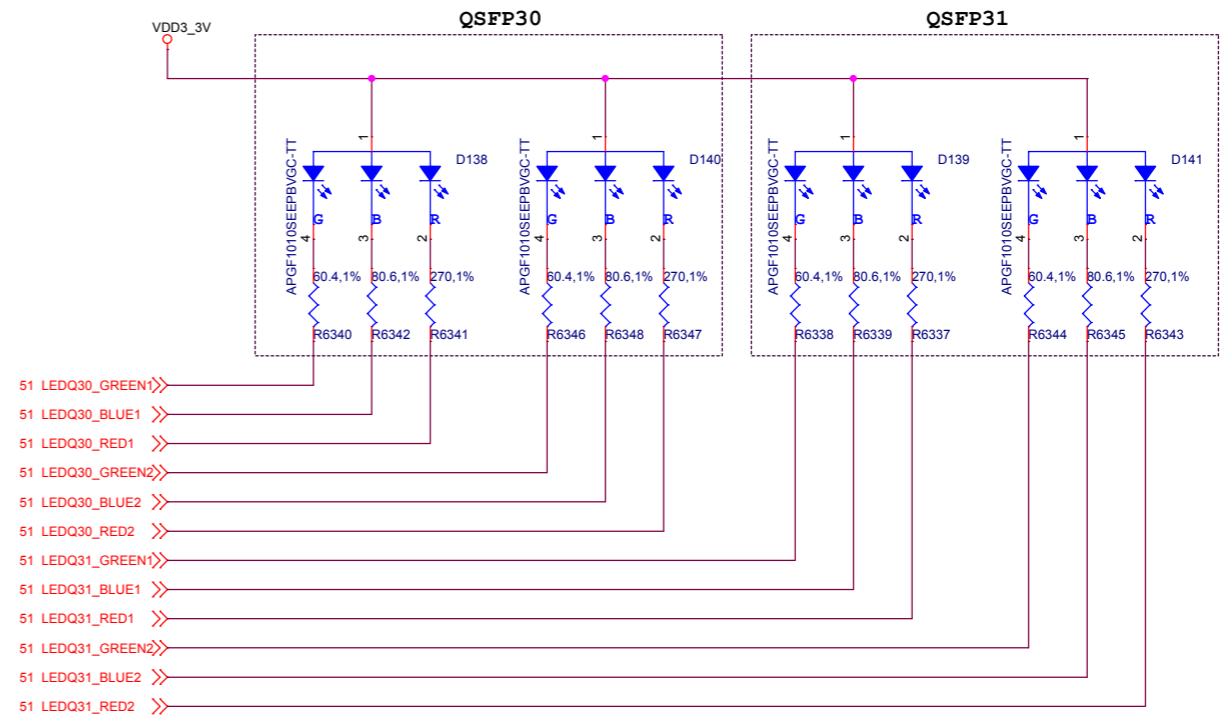 QSFP30 QSFP31
VDD3_3V
1 1 1 1
APGF1010SEEPBVGC-TT D138 APGF1010SEEPBVGC-TT D140 APGF1010SEEPBVGC-TT D139 APGF1010SEEPBVGC-TT D141
G B R G B R G B R G B R
4 3 2 4 3 2 4 3 2 4 3 2
60.4,1% 80.6,1% 270,1% 60.4,1% 80.6,1% 270,1% 60.4,1% 80.6,1% 270,1% 60.4,1% 80.6,1% 270,1%
R6340 R6342 R6341 R6346 R6348 R6347 R6338 R6339 R6337 R6344 R6345 R6343
51 LEDQ30_GREEN1
51 LEDQ30_BLUE1
51 LEDQ30_RED1
51 LEDQ30_GREEN2
51 LEDQ30_BLUE2
51 LEDQ30_RED2
51 LEDQ31_GREEN1
51 LEDQ31_BLUE1
51 LEDQ31_RED1
51 LEDQ31_GREEN2
51 LEDQ31_BLUE2
51 LEDQ31_RED2